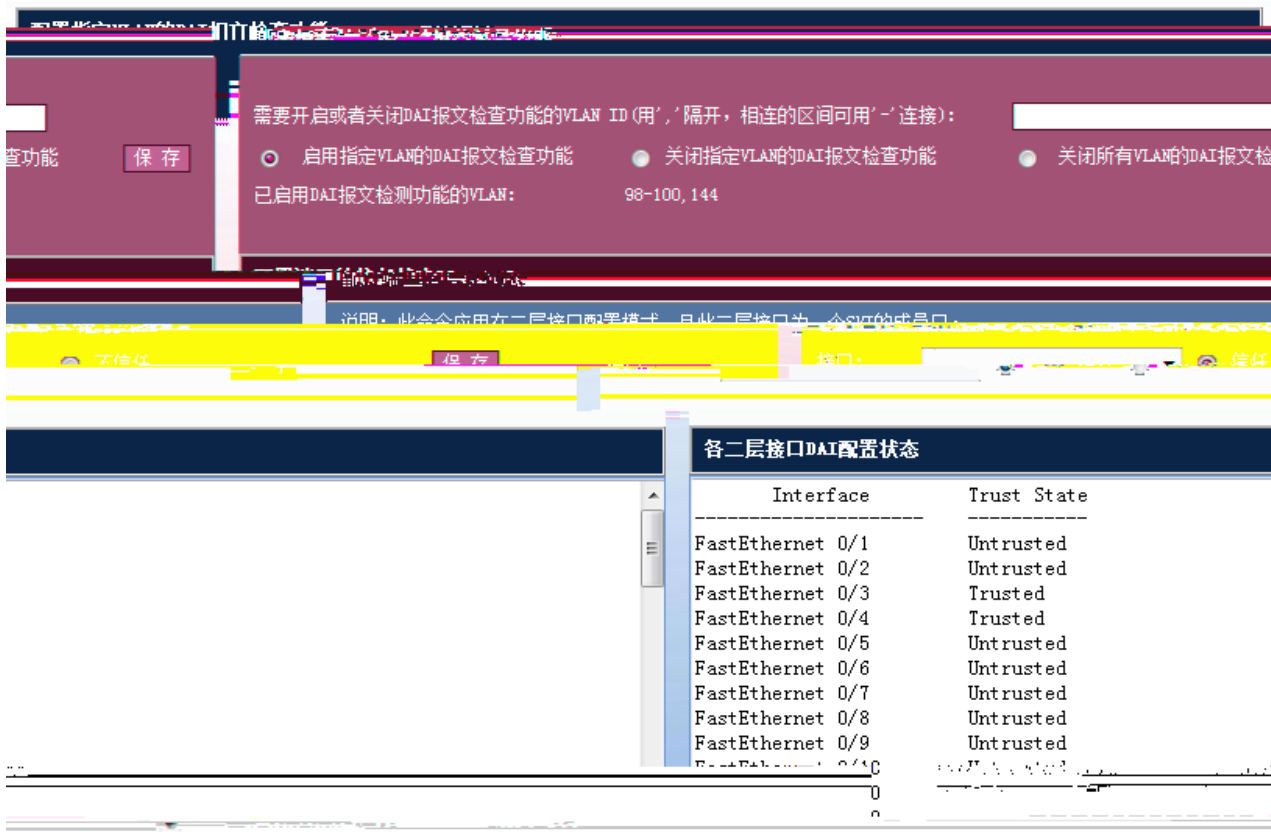 需要开启或者关闭DAI报文检查功能的VLAN ID(用','隔开，相连的区间可用'-'连接):
查功能 保 存 启用指定VLAN的DAI报文检查功能 关闭指定VLAN的DAI报文检查功能 关闭所有VLAN的DAI报文检
已启用DAI报文检测功能的VLAN: 98-100,144
不信任 保 存 接口: 信任
各二层接口DAI配置状态
Interface Trust State
--------------------- -----------
FastEthernet 0/1 Untrusted
FastEthernet 0/2 Untrusted
FastEthernet 0/3 Trusted
FastEthernet 0/4 Trusted
FastEthernet 0/5 Untrusted
FastEthernet 0/6 Untrusted
FastEthernet 0/7 Untrusted
FastEthernet 0/8 Untrusted
FastEthernet 0/9 Untrusted